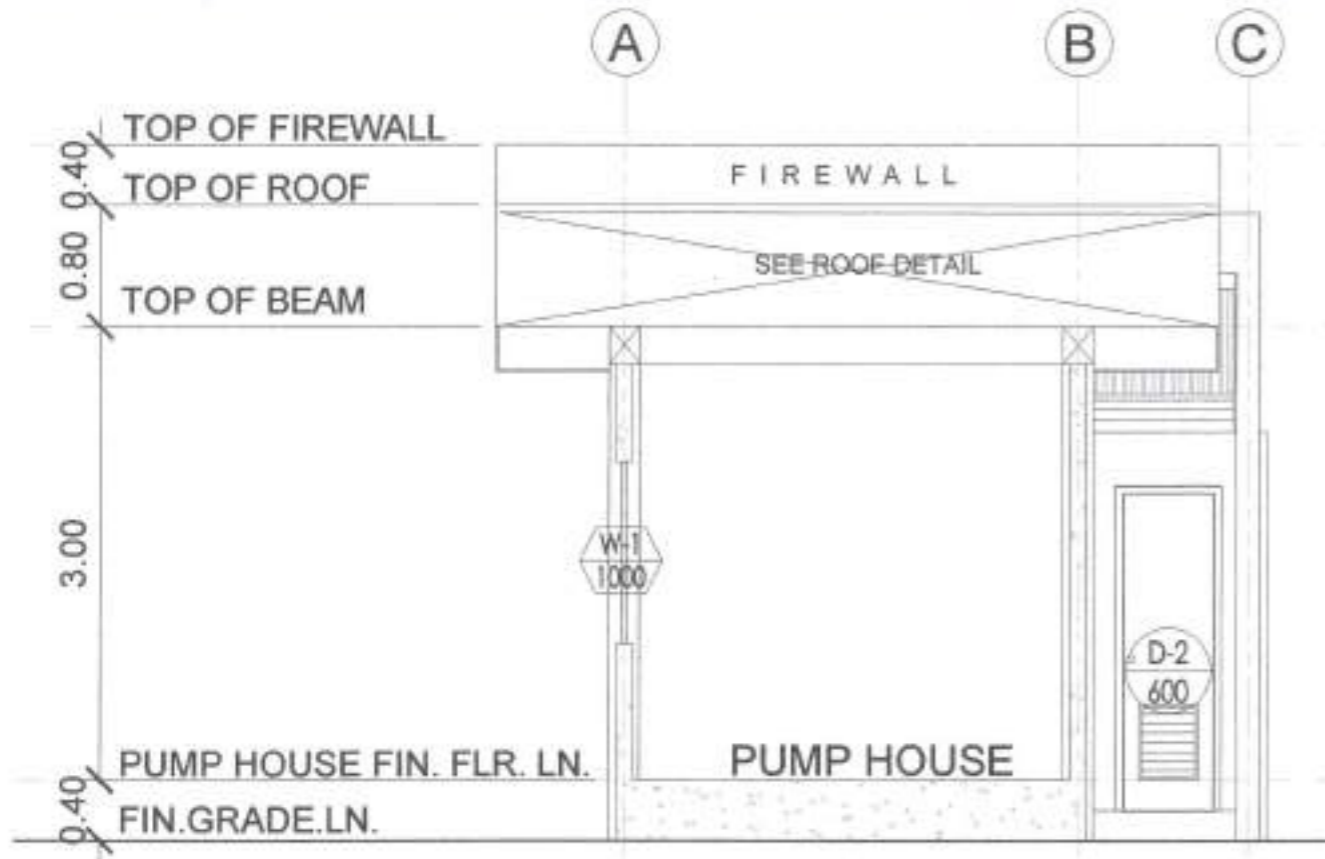 A
B
C
TOP OF FIREWALL
0.40
FIREWALL
TOP OF ROOF
0.80
SEE ROOF DETAIL
TOP OF BEAM
3.00
W-1
1000
D-2
600
PUMP HOUSE FIN. FLR. LN.
PUMP HOUSE
0.40
FIN.GRADE.LN.